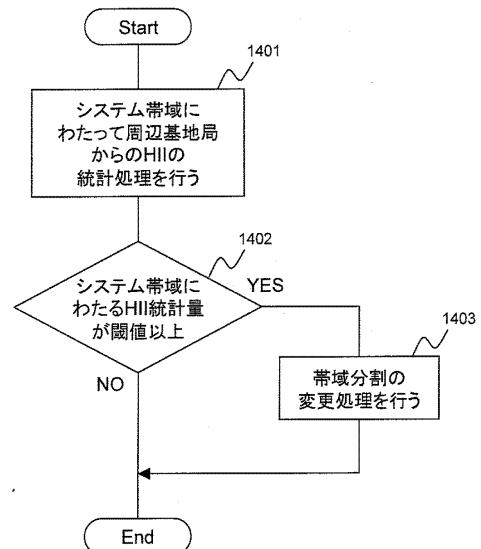 Start
1401
システム帯域に
わたって周辺基地局
からのHIIの
統計処理を行う
1402
システム帯域に
わたるHII統計量
が閾値以上
YES
NO
1403
帯域分割の
変更処理を行う
End